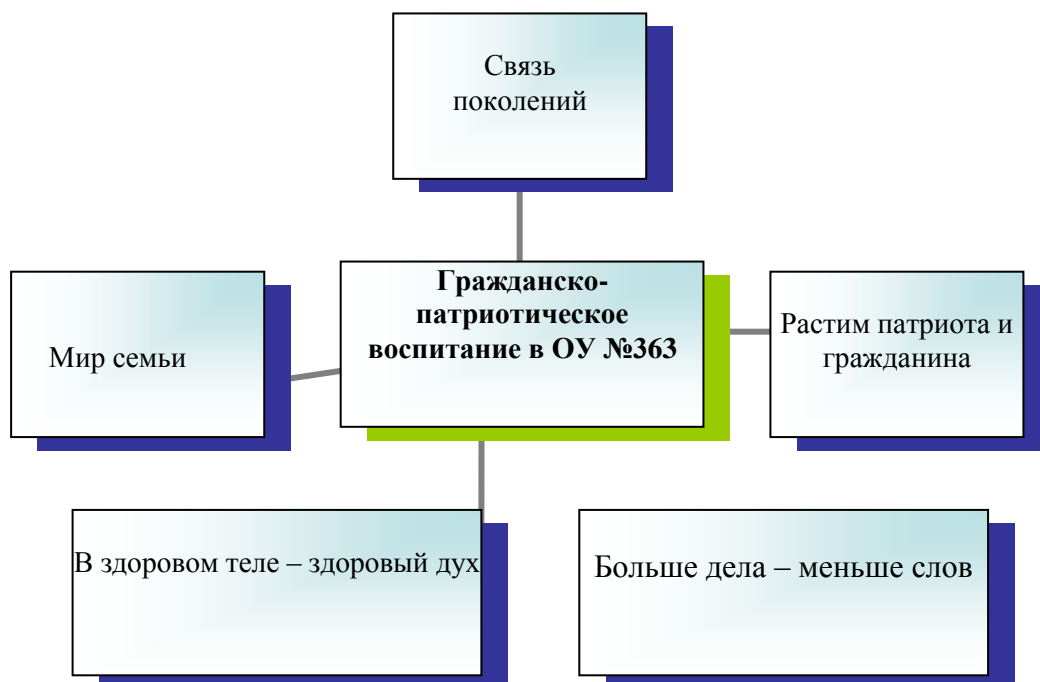 Связь
поколений
Гражданско-
патриотическое
воспитание в ОУ №363
Мир семьи
Растим патриота и
гражданина
В здоровом теле – здоровый дух
Больше дела – меньше слов